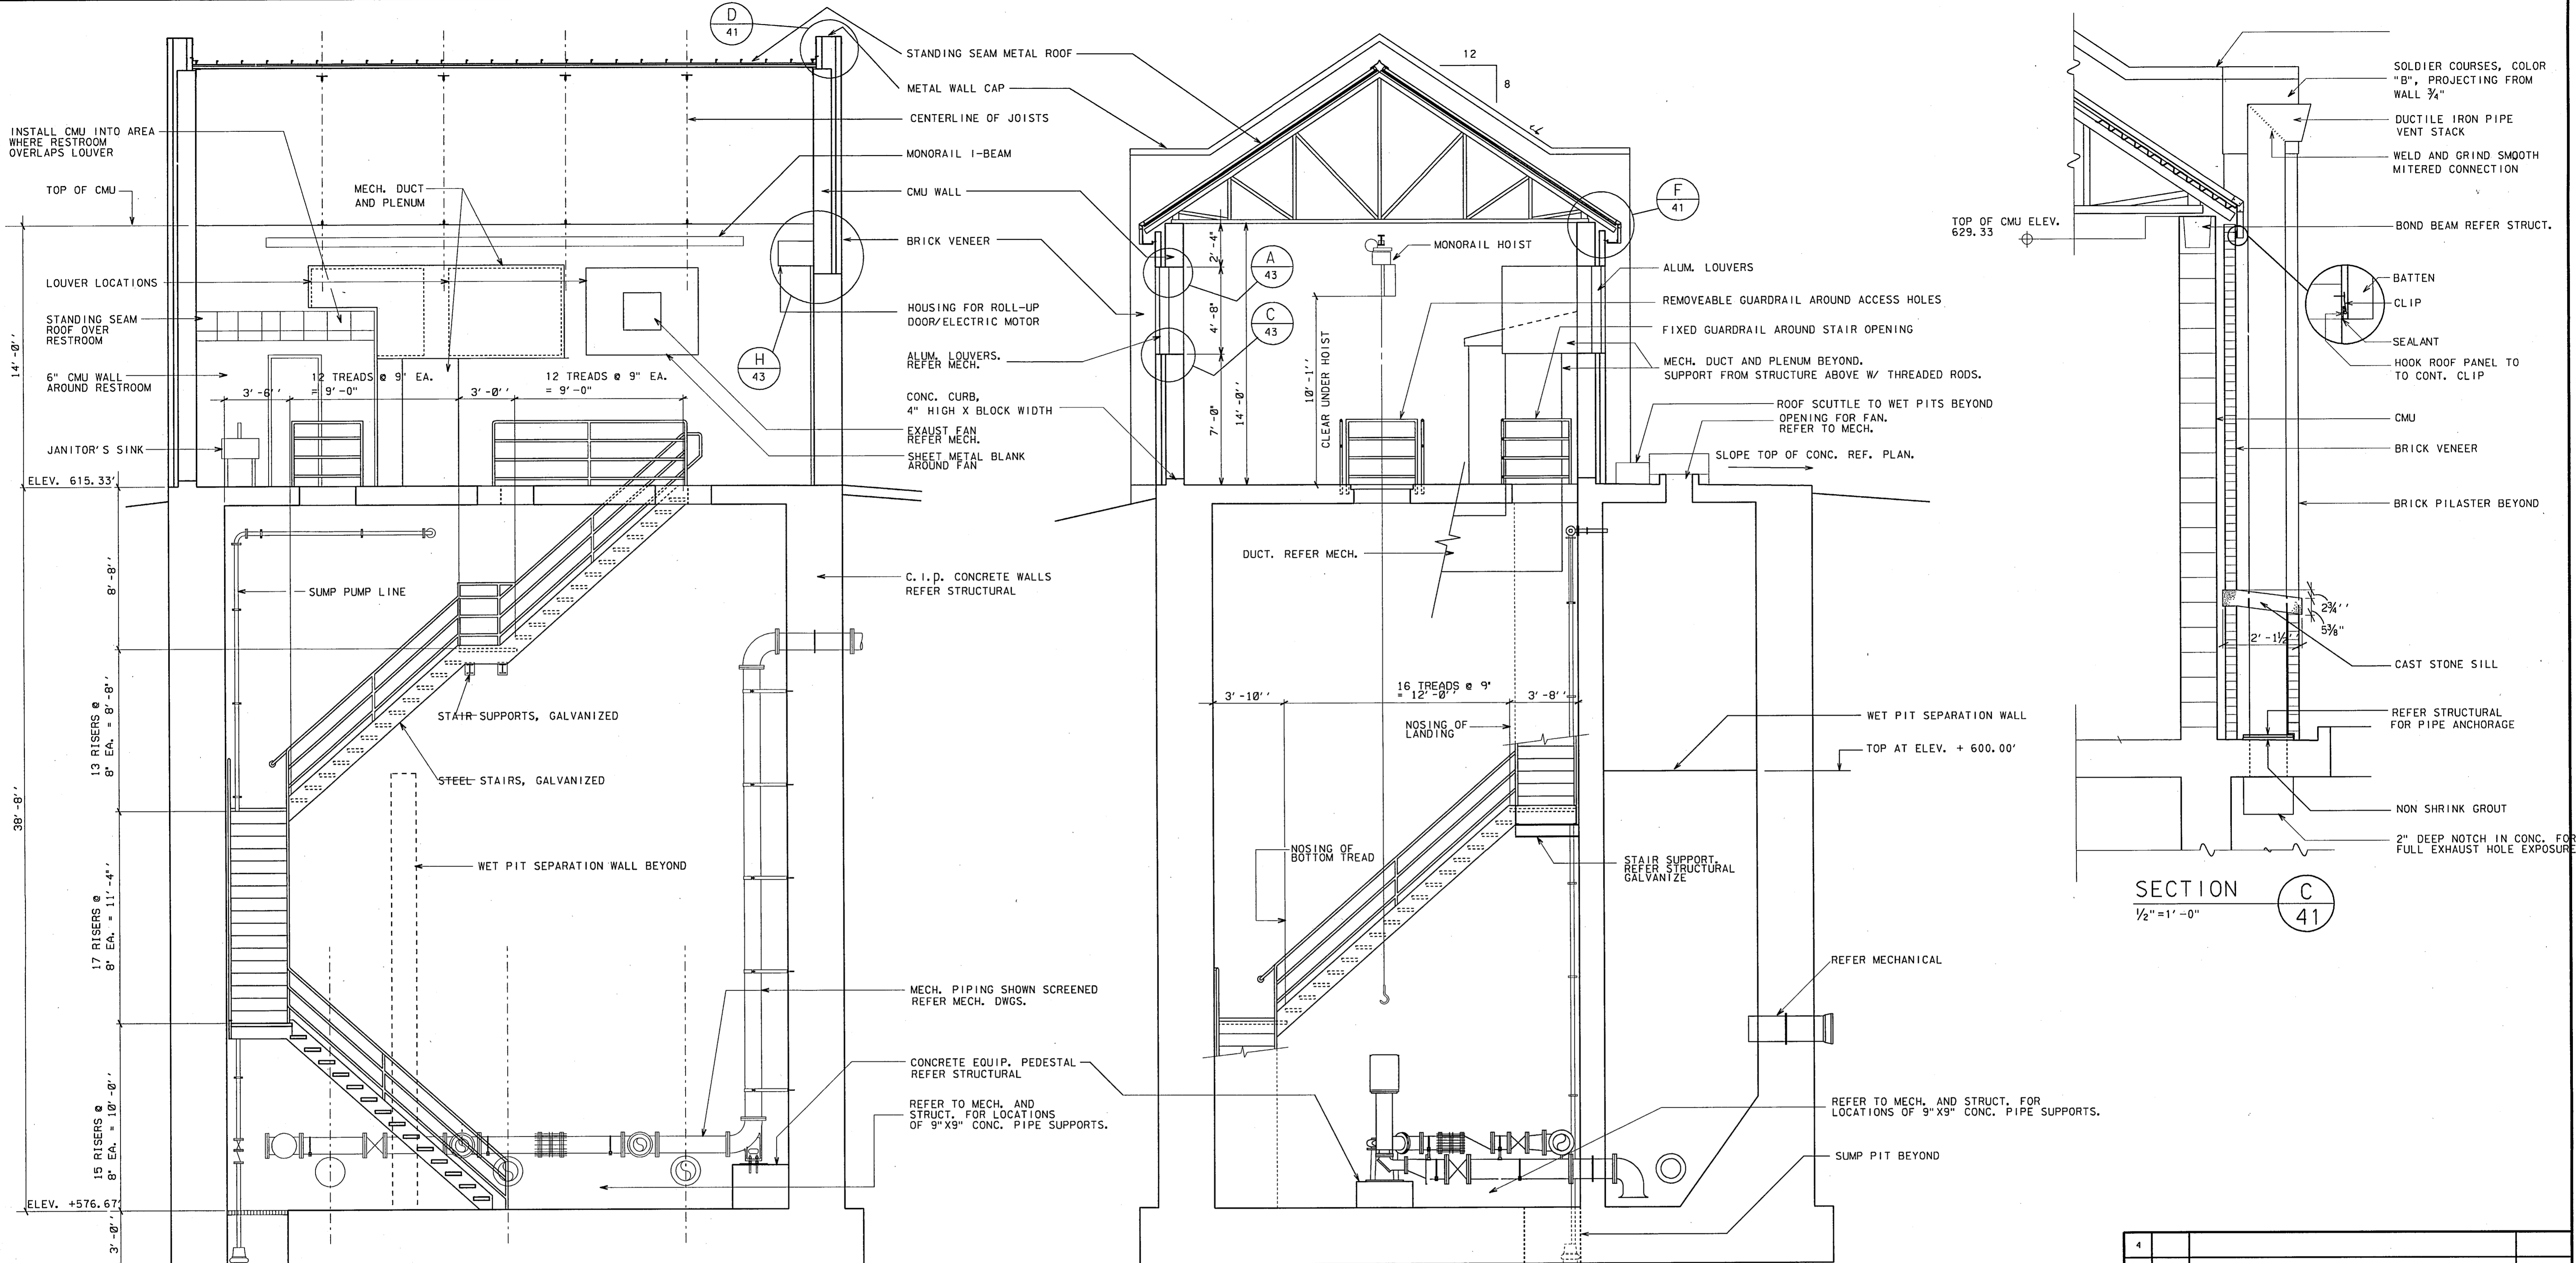 D
41
STANDING SEAM METAL ROOF
METAL WALL CAP
CENTERLINE OF JOISTS
MONORAIL I-BEAM
CMU WALL
BRICK VENEER
HOUSING FOR ROLL-UP
DOOR/ELECTRIC MOTOR
ALUM. LOUVERS.
REFER MECH.
CONC. CURB,
4" HIGH X BLOCK WIDTH
EXAUST FAN
REFER MECH.
SHEET METAL BLANK
AROUND FAN
C.I.P. CONCRETE WALLS
REFER STRUCTURAL
MECH. PIPING SHOWN SCREENED
REFER MECH. DWGS.
CONCRETE EQUIP. PEDESTAL
REFER STRUCTURAL
REFER TO MECH. AND
STRUCT. FOR LOCATIONS
OF 9"X9" CONC. PIPE SUPPORTS.
INSTALL CMU INTO AREA
WHERE RESTROOM
OVERLAPS LOUVER
TOP OF CMU
MECH. DUCT
AND PLENUM
LOUVER LOCATIONS
STANDING SEAM
ROOF OVER
RESTROOM
6" CMU WALL
AROUND RESTROOM
12 TREADS @ 9" EA.
= 9'-0"
12 TREADS @ 9" EA.
= 9'-0"
3'-6"
3'-0''
JANITOR'S SINK
H
43
14'-0''
ELEV. 615.33'
8'-8''
SUMP PUMP LINE
STAIR SUPPORTS, GALVANIZED
STEEL STAIRS, GALVANIZED
13 RISERS @
8" EA. = 8'-8''
38'-8''
WET PIT SEPARATION WALL BEYOND
17 RISERS @
8" EA. = 11'-4"
15 RISERS @
8" EA. = 10'-0''
ELEV. +576.67'
3'-0''
12
8
F
41
A
43
C
43
2'-4"
4'-8"
7'-0"
14'-0''
10'-1''
CLEAR UNDER HOIST
MONORAIL HOIST
ALUM. LOUVERS
REMOVEABLE GUARDRAIL AROUND ACCESS HOLES
FIXED GUARDRAIL AROUND STAIR OPENING
MECH. DUCT AND PLENUM BEYOND.
SUPPORT FROM STRUCTURE ABOVE W/ THREADED RODS.
ROOF SCUTTLE TO WET PITS BEYOND
OPENING FOR FAN.
REFER TO MECH.
SLOPE TOP OF CONC. REF. PLAN.
DUCT. REFER MECH.
3'-10''
16 TREADS @ 9"
= 12'-0''
3'-8''
NOSING OF
LANDING
WET PIT SEPARATION WALL
TOP AT ELEV. + 600.00'
NOSING OF
BOTTOM TREAD
STAIR SUPPORT.
REFER STRUCTURAL
GALVANIZE
REFER MECHANICAL
REFER TO MECH. AND STRUCT. FOR
LOCATIONS OF 9"X9" CONC. PIPE SUPPORTS.
SUMP PIT BEYOND
SOLDIER COURSES, COLOR
"B", PROJECTING FROM
WALL ¾"
DUCTILE IRON PIPE
VENT STACK
WELD AND GRIND SMOOTH
MITERED CONNECTION
TOP OF CMU ELEV.
629.33
BOND BEAM REFER STRUCT.
BATTEN
CLIP
SEALANT
HOOK ROOF PANEL TO
TO CONT. CLIP
CMU
BRICK VENEER
BRICK PILASTER BEYOND
2¾''
5⅜"
2'-1½''
CAST STONE SILL
REFER STRUCTURAL
FOR PIPE ANCHORAGE
NON SHRINK GROUT
2" DEEP NOTCH IN CONC. FOR
FULL EXHAUST HOLE EXPOSURE
SECTION
½"=1'-0"
C
41
4